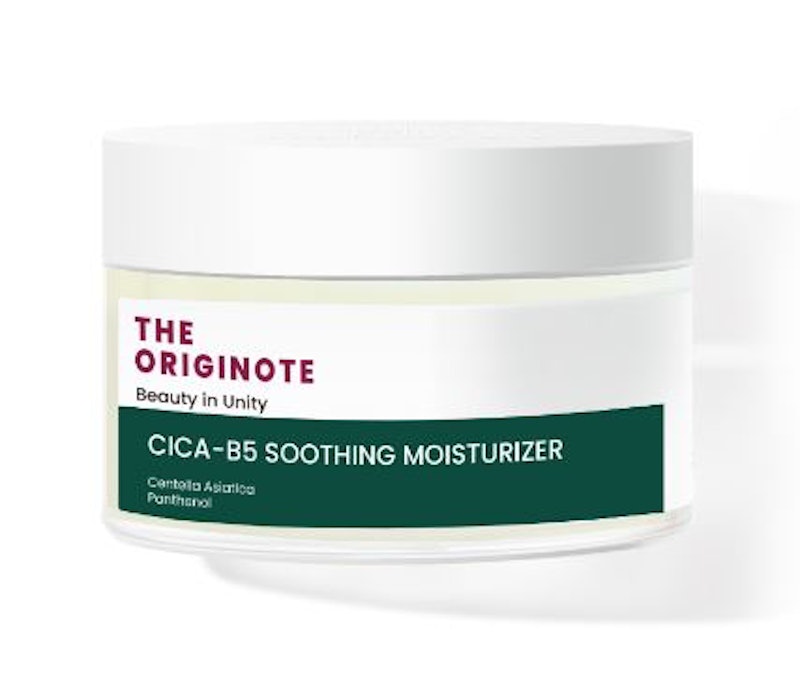 THE
ORIGINOTE
Beauty in Unity
CICA-B5 SOOTHING MOISTURIZER
Centella Asiatica
Panthenol